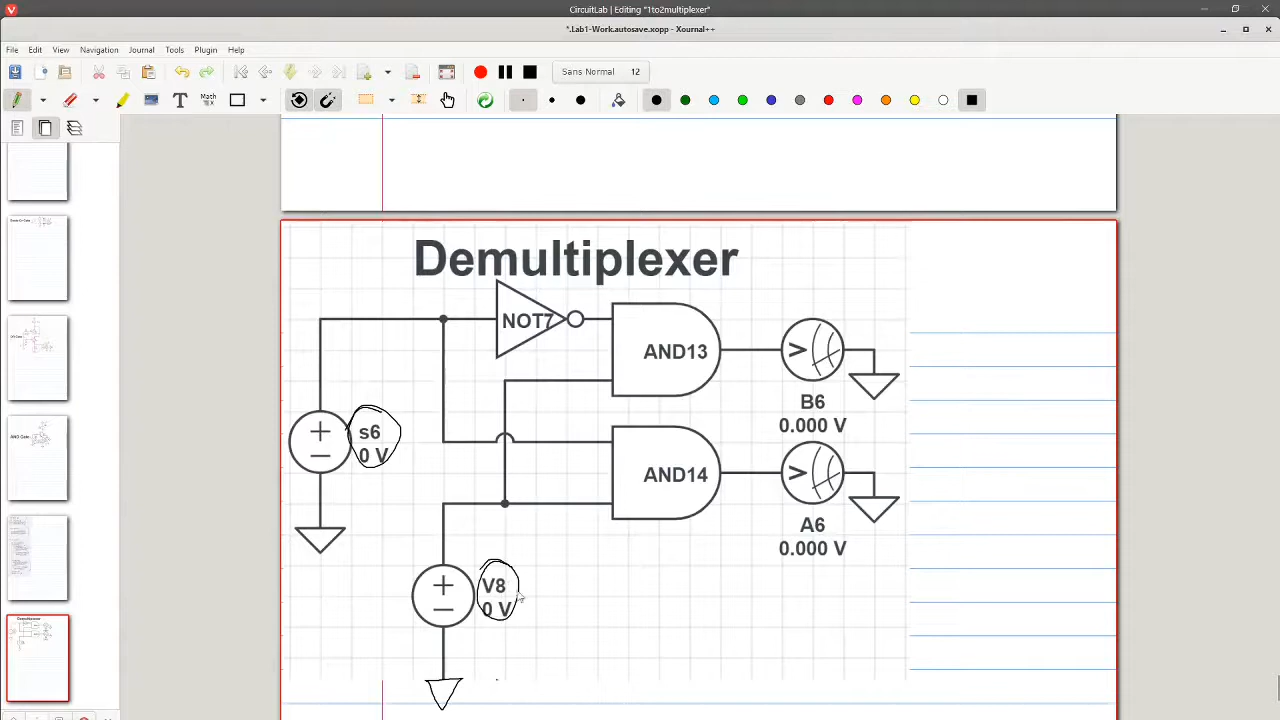 CircuitLab | Editing "1to2multiplexer"
*.Lab1-Work.autosave.xopp - Xournal++
File Edit View Navigation Journal Tools Plugin Help
Sans Normal 12
Demultiplexer
NOT7
AND13
B6
0.000 V
s6
0 V
AND14
A6
0.000 V
V8
0 V